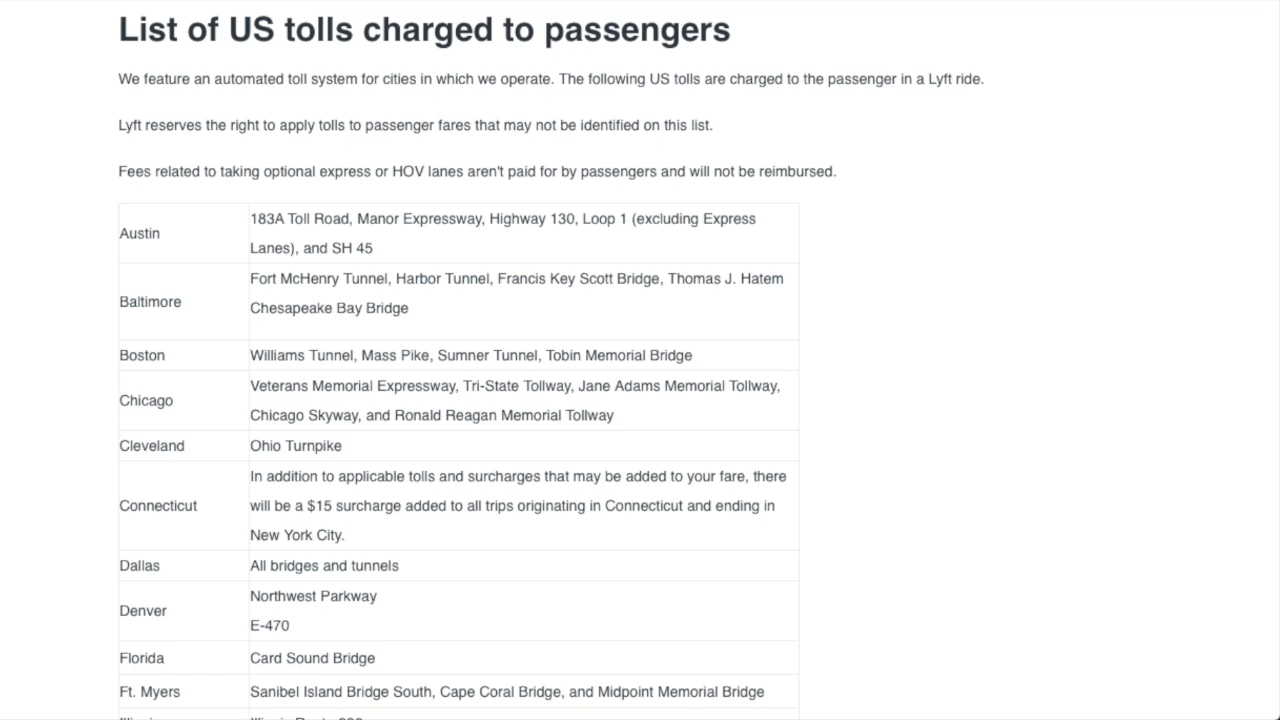 List of US tolls charged to passengers
We feature an automated toll system for cities in which we operate. The following US tolls are charged to the passenger in a Lyft ride.
Lyft reserves the right to apply tolls to passenger fares that may not be identified on this list.
Fees related to taking optional express or HOV lanes aren't paid for by passengers and will not be reimbursed.
Austin
183A Toll Road, Manor Expressway, Highway 130, Loop 1 (excluding Express
Lanes), and SH 45
Baltimore
Fort McHenry Tunnel, Harbor Tunnel, Francis Key Scott Bridge, Thomas J. Hatem
Chesapeake Bay Bridge
Boston
Williams Tunnel, Mass Pike, Sumner Tunnel, Tobin Memorial Bridge
Chicago
Veterans Memorial Expressway, Tri-State Tollway, Jane Adams Memorial Tollway,
Chicago Skyway, and Ronald Reagan Memorial Tollway
Cleveland
Ohio Turnpike
Connecticut
In addition to applicable tolls and surcharges that may be added to your fare, there
will be a $15 surcharge added to all trips originating in Connecticut and ending in
New York City.
Dallas
All bridges and tunnels
Denver
Northwest Parkway
E-470
Florida
Card Sound Bridge
Ft. Myers
Sanibel Island Bridge South, Cape Coral Bridge, and Midpoint Memorial Bridge